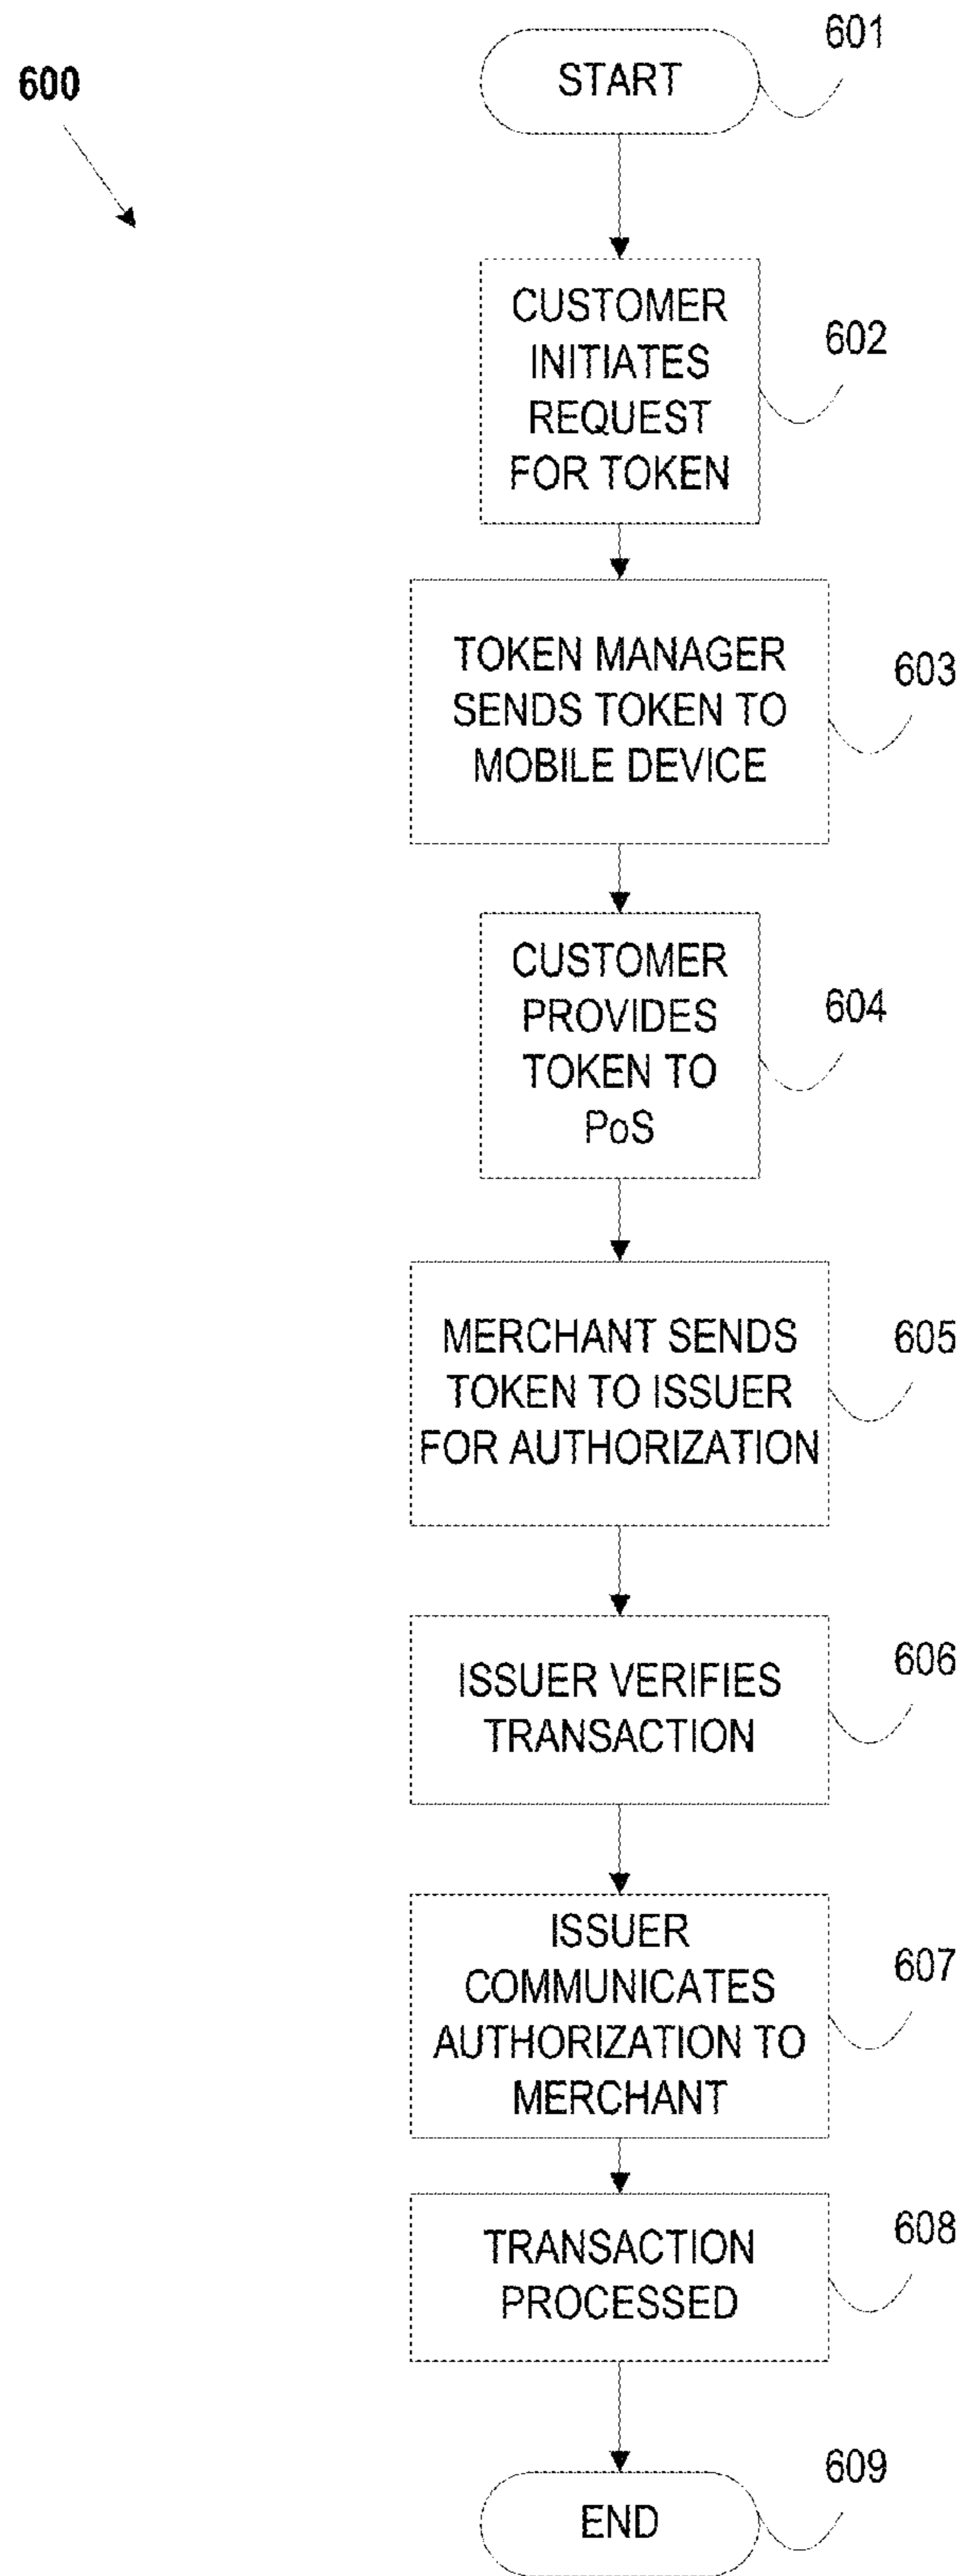 601
START
600
CUSTOMER
INITIATES
REQUEST
FOR TOKEN
602
TOKEN MANAGER
SENDS TOKEN TO
MOBILE DEVICE
603
CUSTOMER
PROVIDES
TOKEN TO
PoS
604
MERCHANT SENDS
TOKEN TO ISSUER
FOR AUTHORIZATION
605
ISSUER VERIFIES
TRANSACTION
606
ISSUER
COMMUNICATES
AUTHORIZATION TO
MERCHANT
607
TRANSACTION
PROCESSED
608
END
609